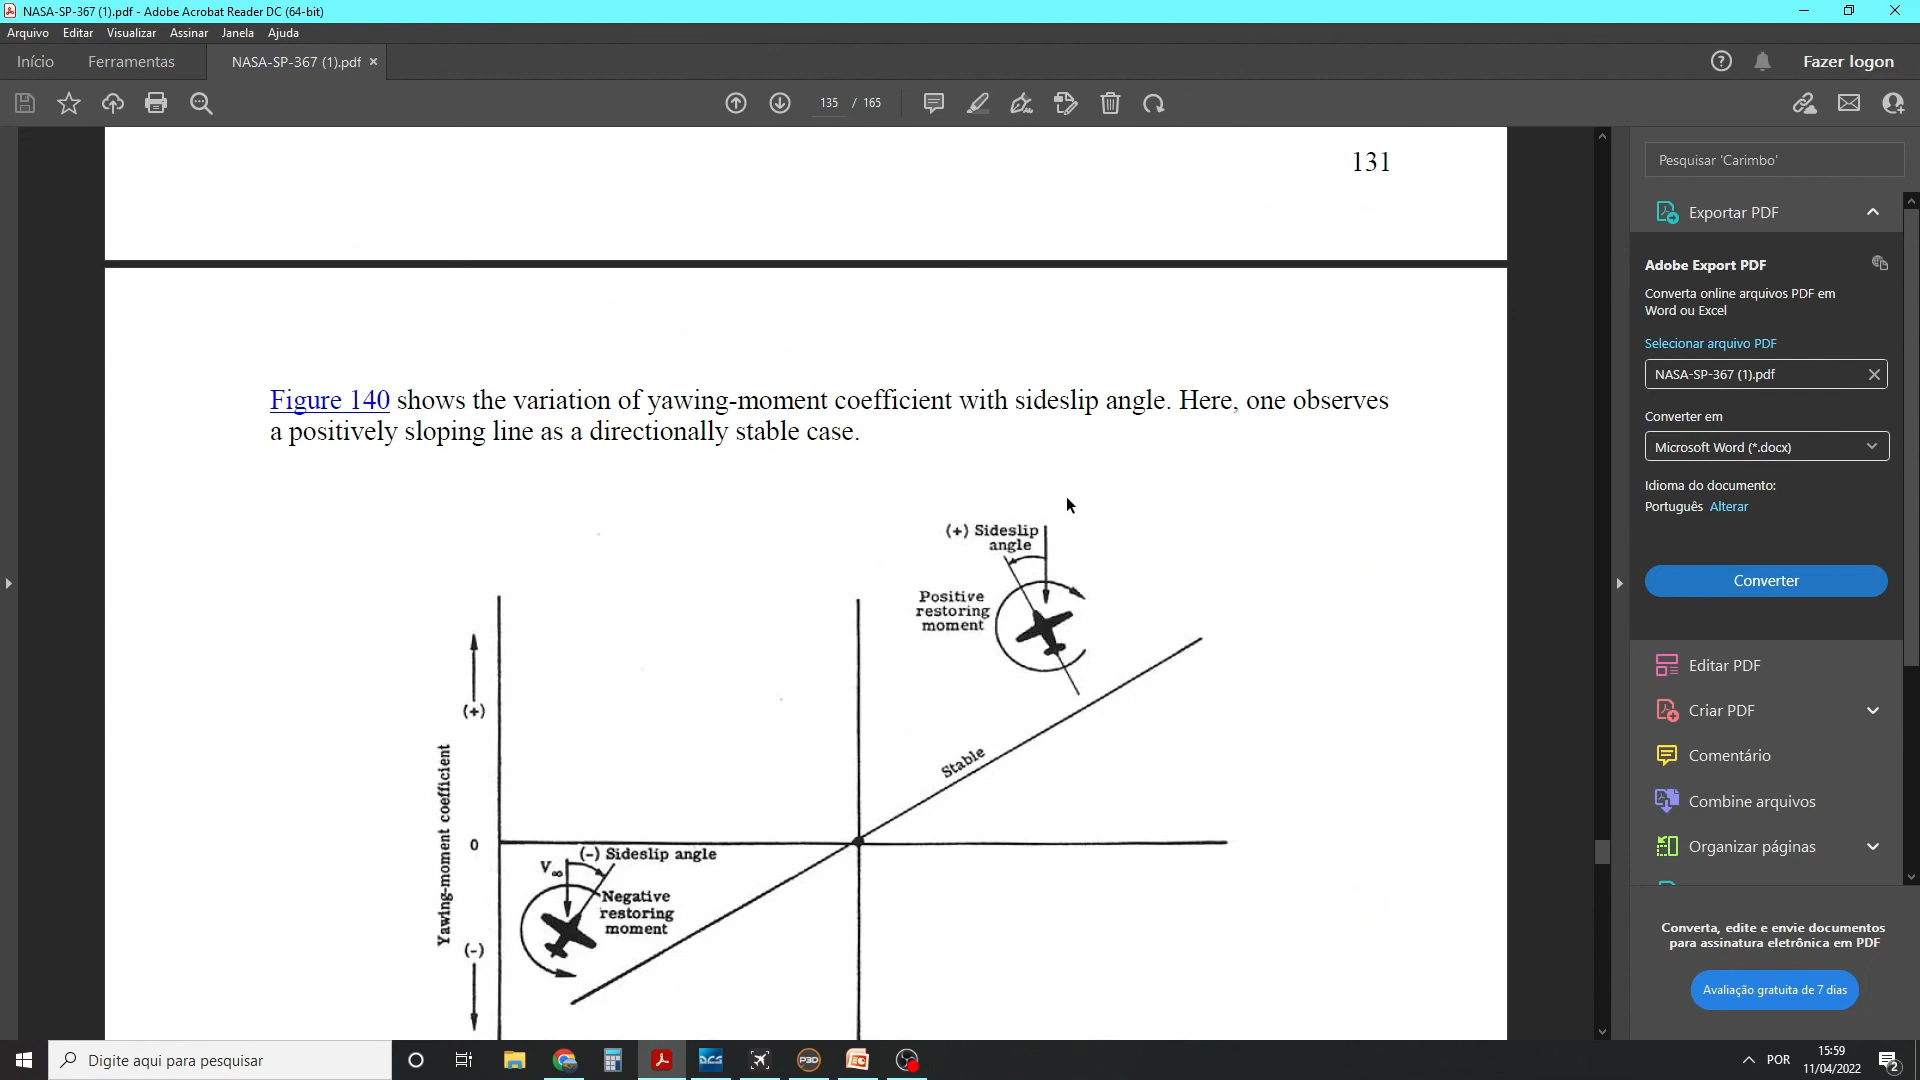 NASA-SP-367 (1).pdf - Adobe Acrobat Reader DC (64-bit)
Arquivo Editar Visualizar Assinar Janela Ajuda
Início Ferramentas NASA-SP-367 (1).pdf Fazer logon
135 / 165
131
Figure 140 shows the variation of yawing-moment coefficient with sideslip angle. Here, one observes
a positively sloping line as a directionally stable case.
(+) Sideslip
angle
Positive
restoring
moment
(+)
Stable
Yawing-moment coefficient
0
(-) Sideslip angle
V∞
Negative
restoring
moment
(-)
Pesquisar 'Carimbo'
Exportar PDF
Adobe Export PDF
Converta online arquivos PDF em
Word ou Excel
Selecionar arquivo PDF
NASA-SP-367 (1).pdf
Converter em
Microsoft Word (*.docx)
Idioma do documento:
Português Alterar
Converter
Editar PDF
Criar PDF
Comentário
Combine arquivos
Organizar páginas
Converta, edite e envie documentos
para assinatura eletrônica em PDF
Avaliação gratuita de 7 dias
Digite aqui para pesquisar
DCS
P3D
POR
15:59
11/04/2022
2